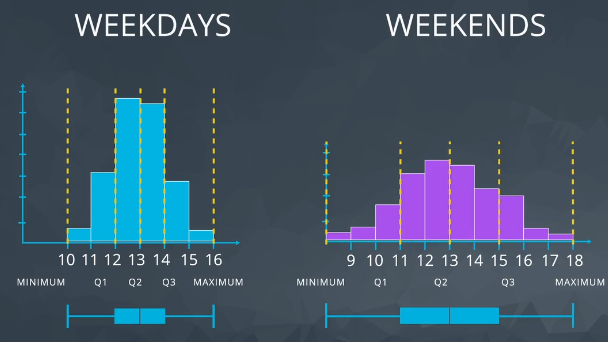 WEEKDAYS
10 11 12 13 14 15 16
MINIMUM Q1 Q2 Q3 MAXIMUM
WEEKENDS
9 10 11 12 13 14 15 16 17 18
MINIMUM Q1 Q2 Q3 MAXIMUM